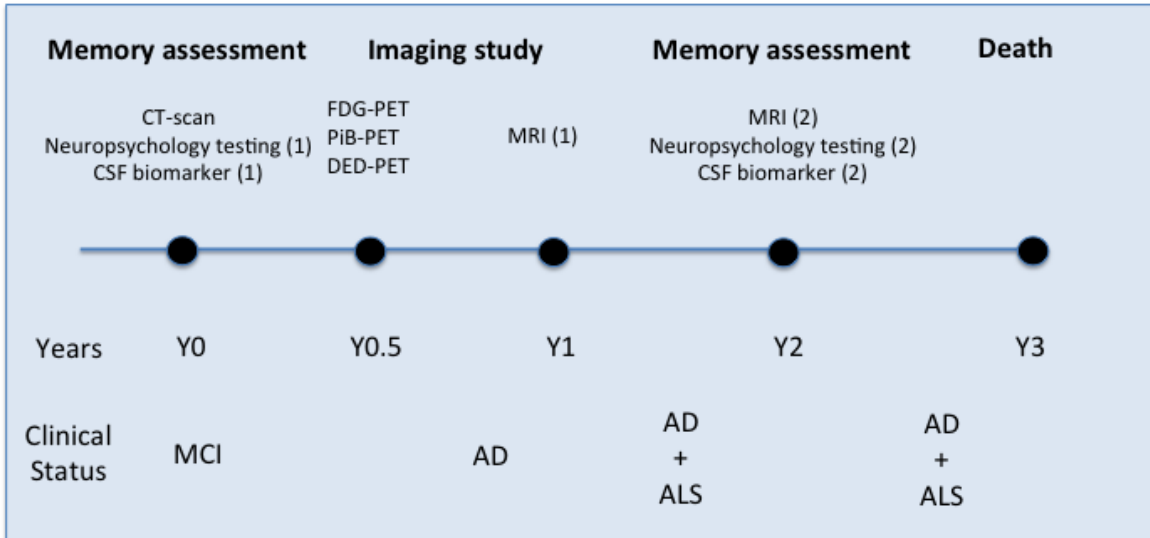 Memory assessment
Imaging study
Memory assessment
Death
CT-scan
Neuropsychology testing (1)
CSF biomarker (1)
FDG-PET
PiB-PET
DED-PET
MRI (1)
MRI (2)
Neuropsychology testing (2)
CSF biomarker (2)
Years
Y0
Y0.5
Y1
Y2
Y3
Clinical
Status
MCI
AD
AD
+
ALS
AD
+
ALS